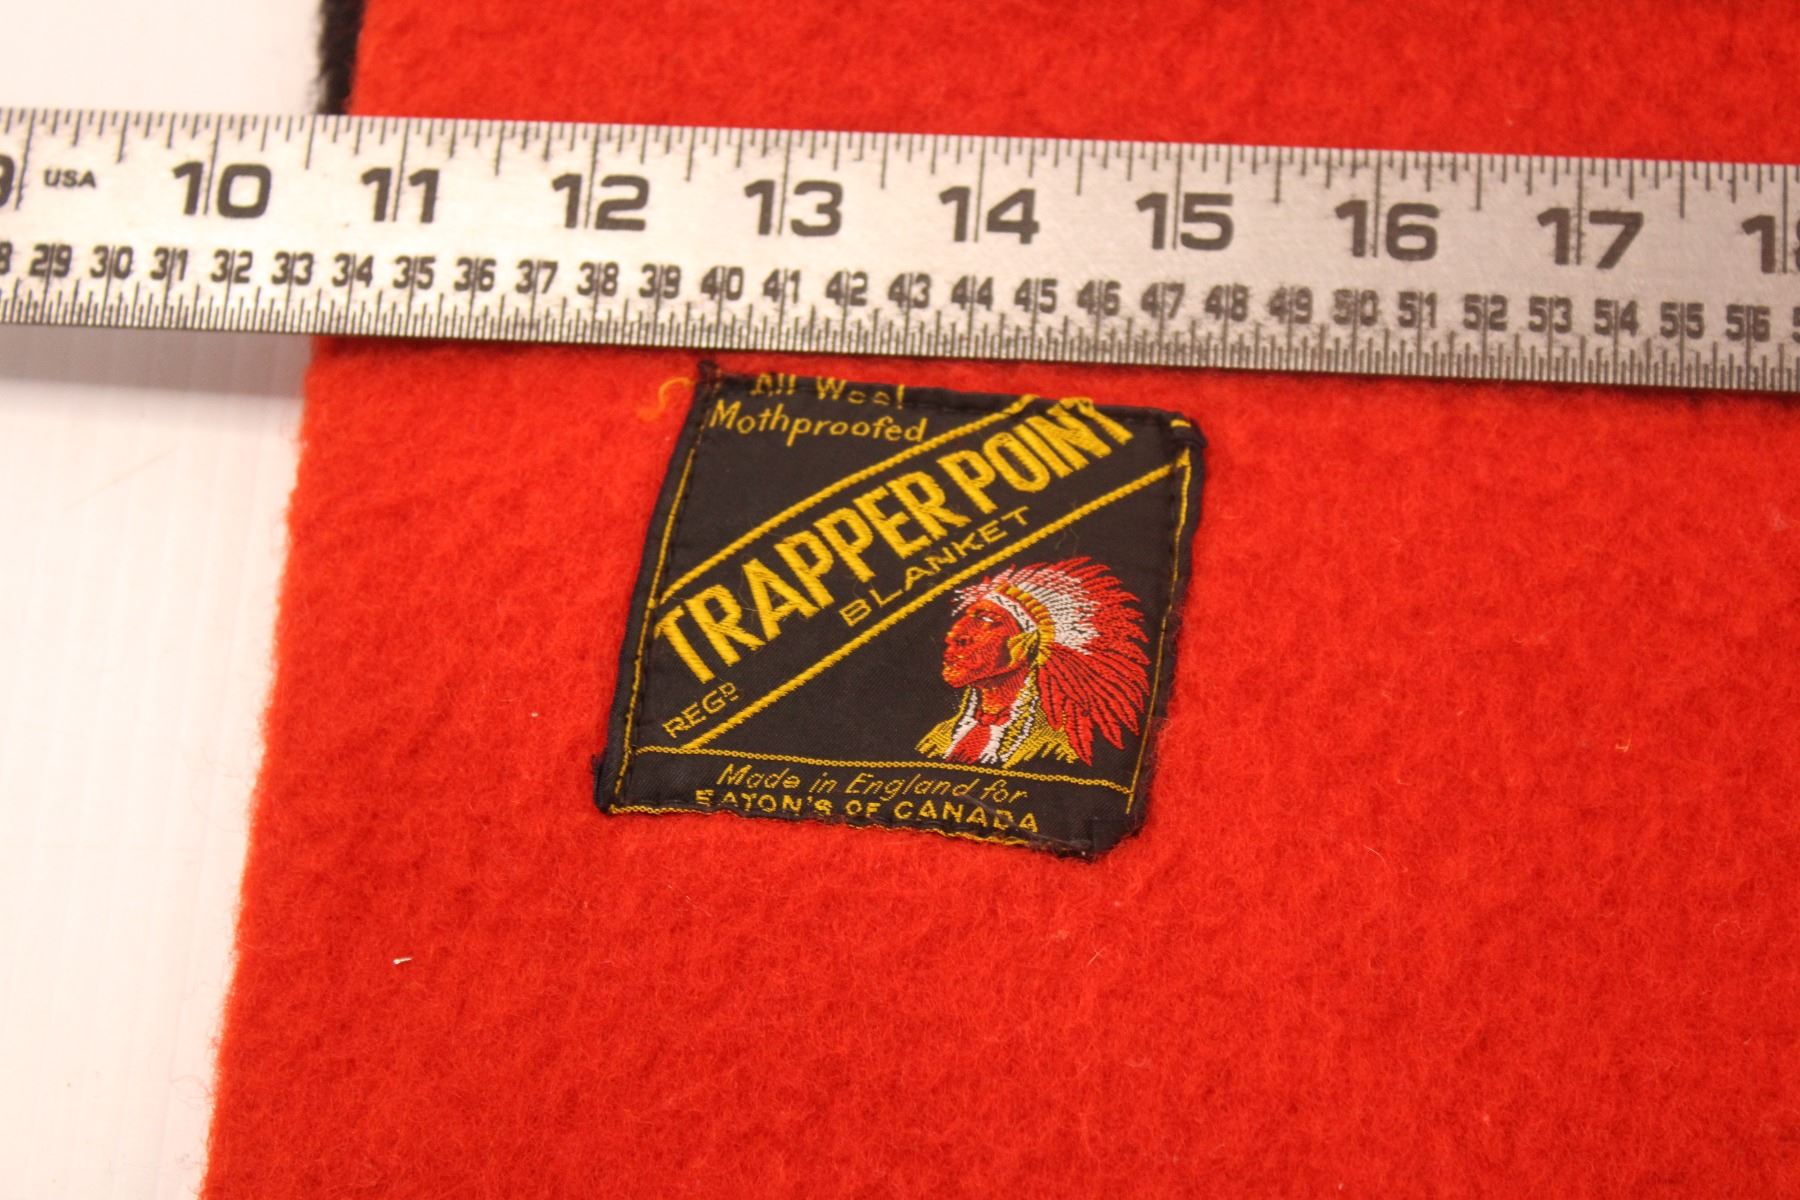 USA 10 11 12 13 14 15 16 17
29 30 31 32 33 34 35 36 37 38 39 40 41 42 43 44 45 46 47 48 49 50 51 52 53 54 55 56
All Wool
Mothproofed
TRAPPER POINT
BLANKET
REGD
Made in England for
EATON'S OF CANADA